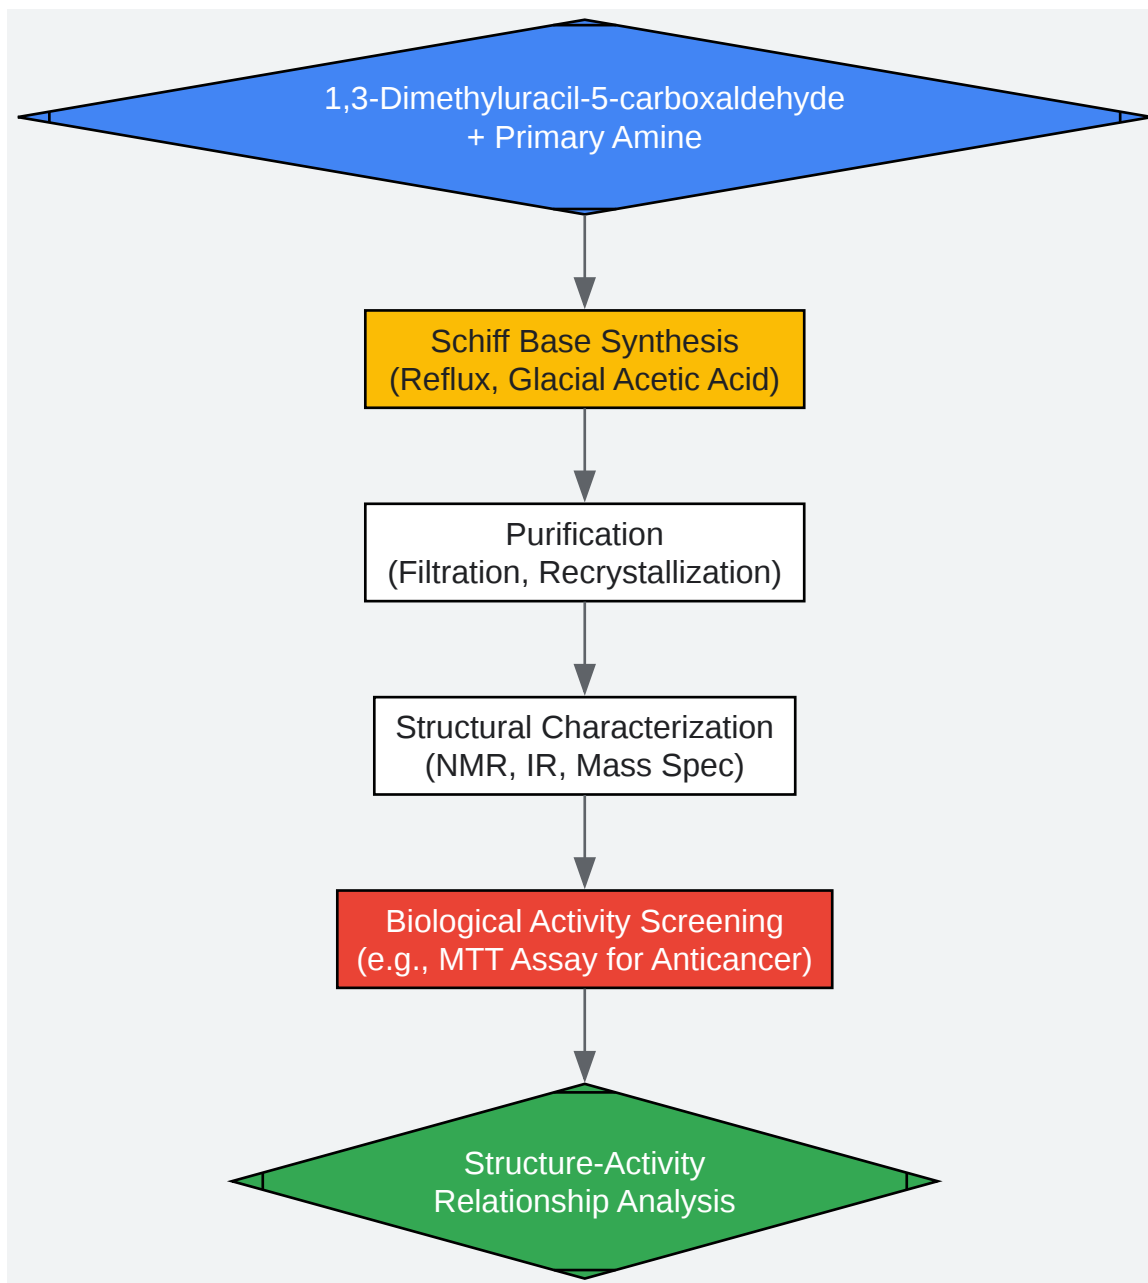 1,3-Dimethyluracil-5-carboxaldehyde
+ Primary Amine
Schiff Base Synthesis
(Reflux, Glacial Acetic Acid)
Purification
(Filtration, Recrystallization)
Structural Characterization
(NMR, IR, Mass Spec)
Biological Activity Screening
(e.g., MTT Assay for Anticancer)
Structure-Activity
Relationship Analysis